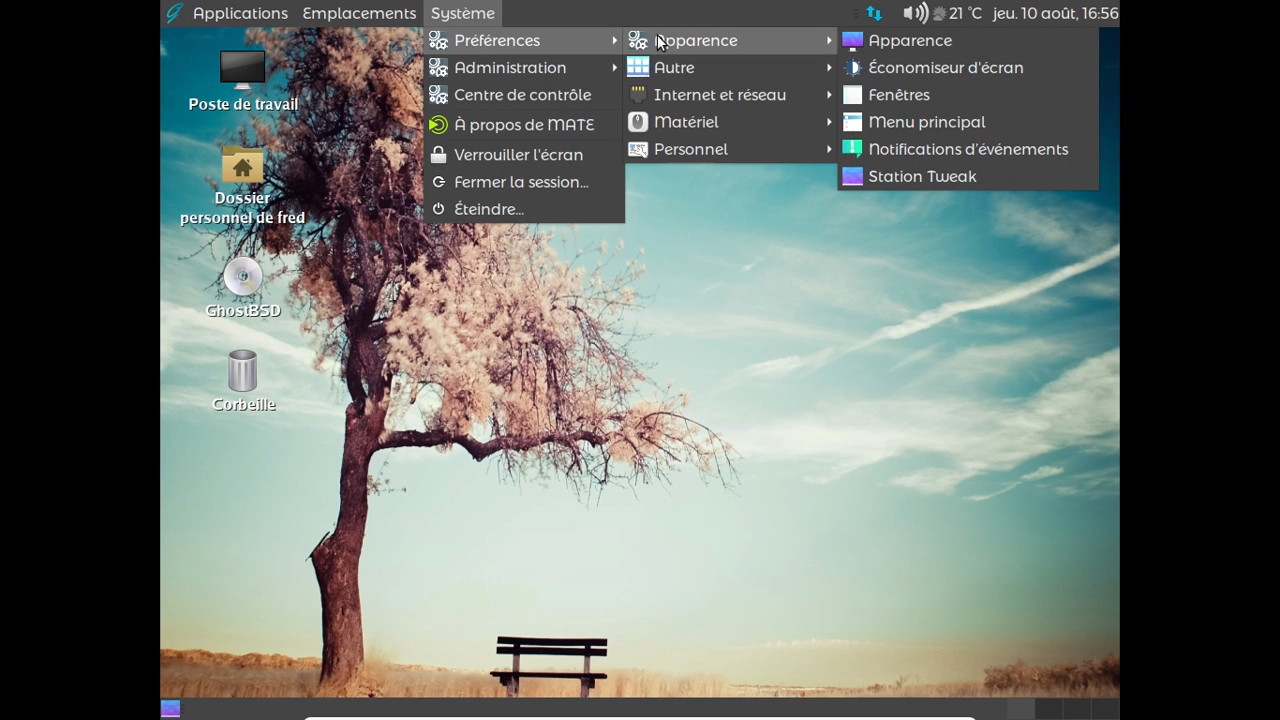 Applications Emplacements Système 21 °C jeu. 10 août, 16:56
Préférences
Administration
Centre de contrôle
À propos de MATE
Verrouiller l'écran
Fermer la session...
Éteindre...
Apparence
Autre
Internet et réseau
Matériel
Personnel
Apparence
Économiseur d'écran
Fenêtres
Menu principal
Notifications d'événements
Station Tweak
Poste de travail
Dossier
personnel de fred
GhostBSD
Corbeille